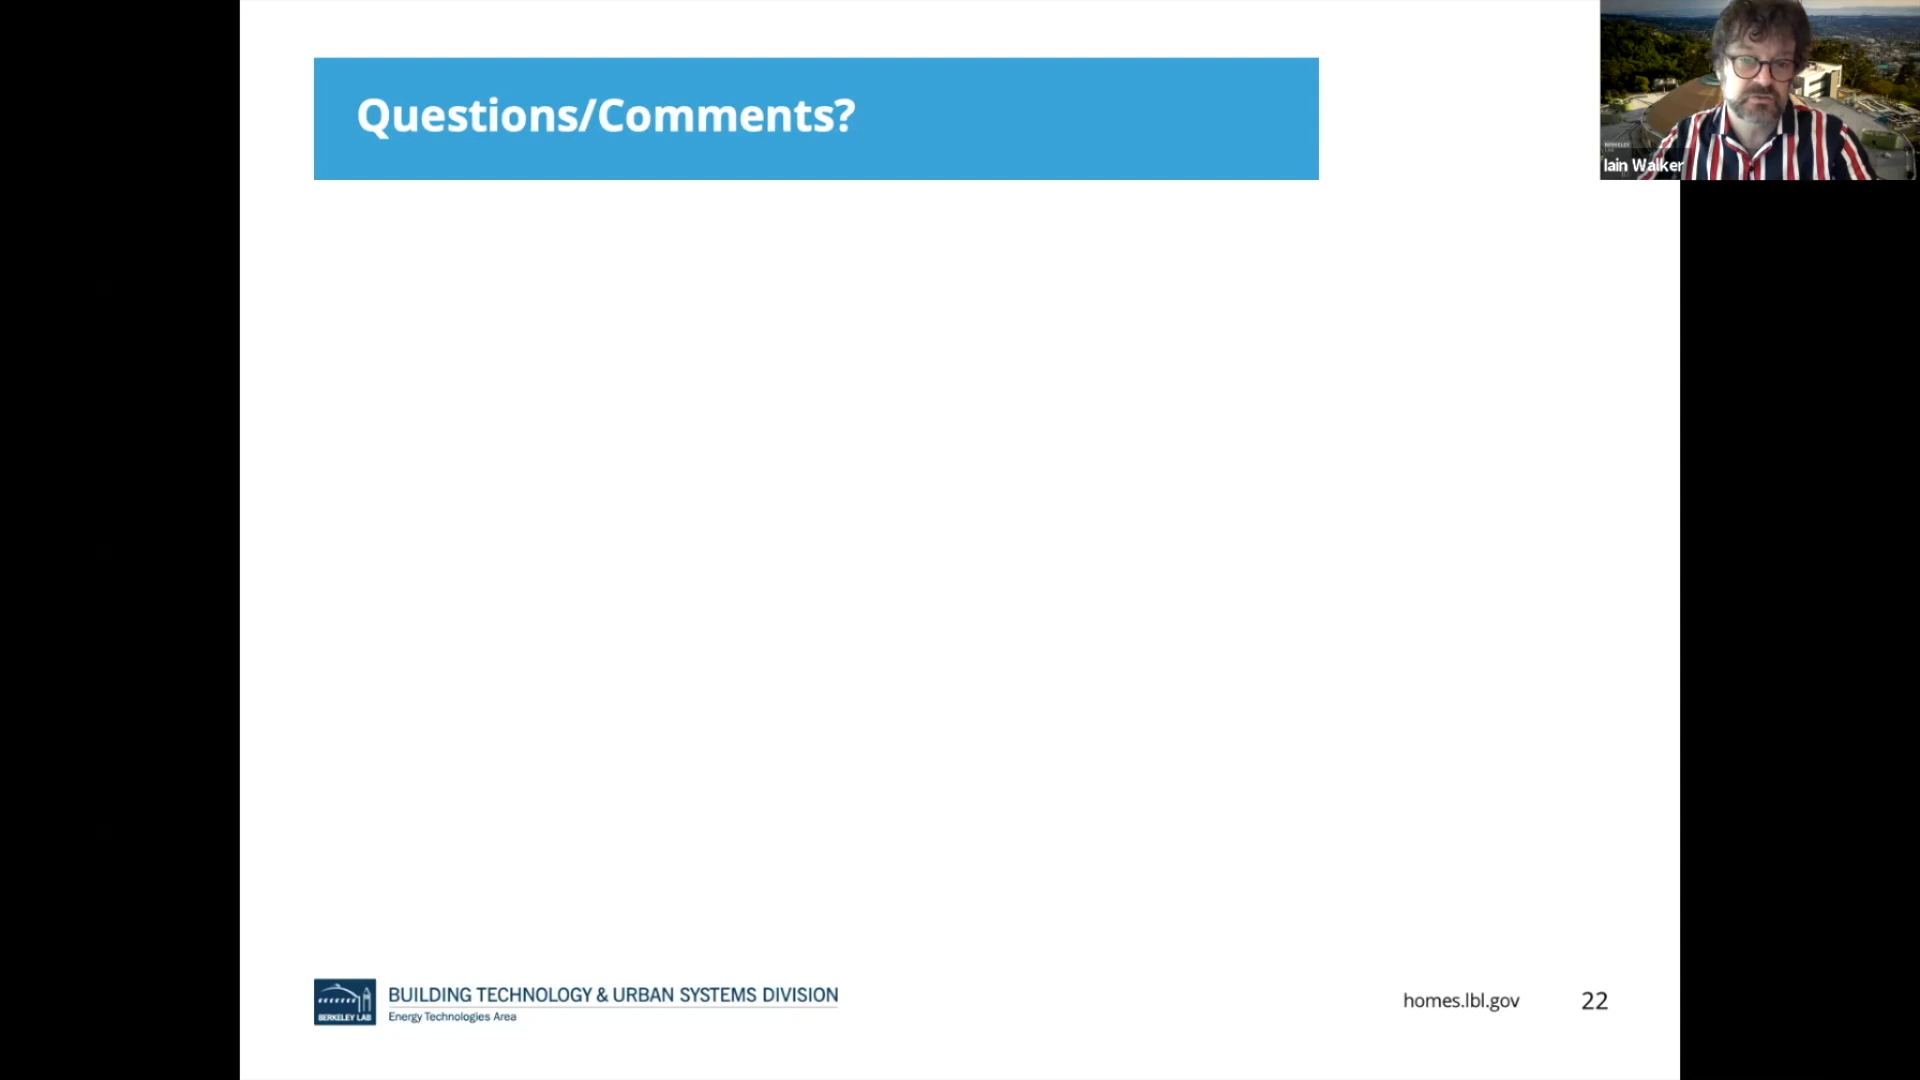 Questions/Comments?
Iain Walker
BERKELEY LAB
BUILDING TECHNOLOGY & URBAN SYSTEMS DIVISION
Energy Technologies Area
homes.lbl.gov
22